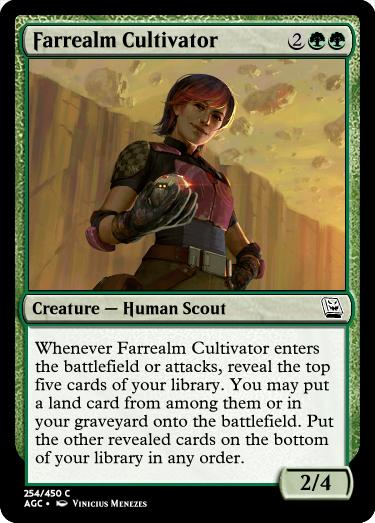 Farrealm Cultivator 2
Creature — Human Scout
Whenever Farrealm Cultivator enters
the battlefield or attacks, reveal the top
five cards of your library. You may put
a land card from among them or in
your graveyard onto the battlefield. Put
the other revealed cards on the bottom
of your library in any order.
2/4
254/450 C
AGC • Vinicius Menezes